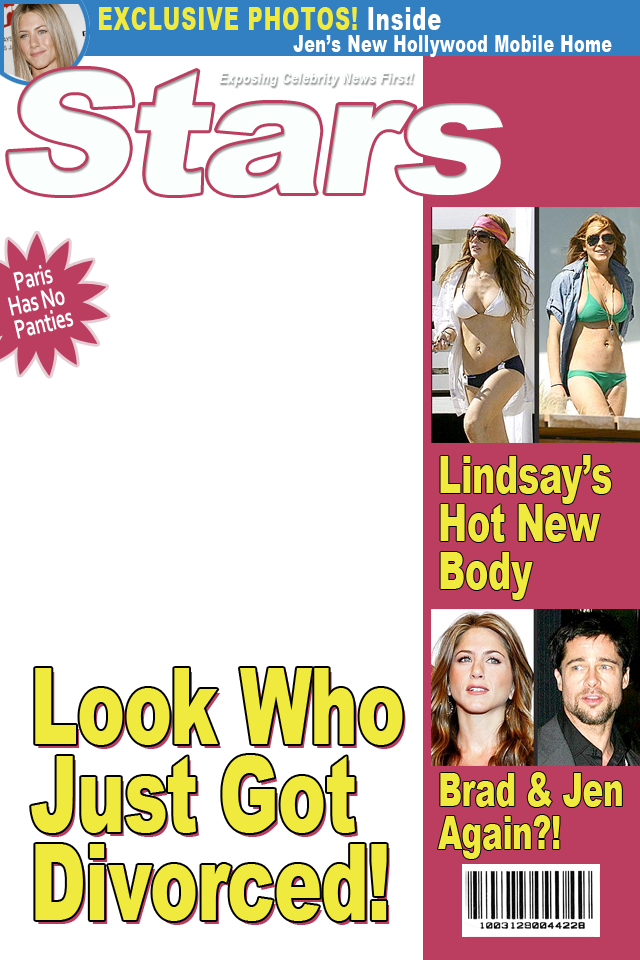 EXCLUSIVE PHOTOS! Inside
Jen's New Hollywood Mobile Home
Exposing Celebrity News First!
Stars
Paris
Has No
Panties
Lindsay's
Hot New
Body
Look Who
Just Got
Divorced!
Brad & Jen
Again?!
10031290044228